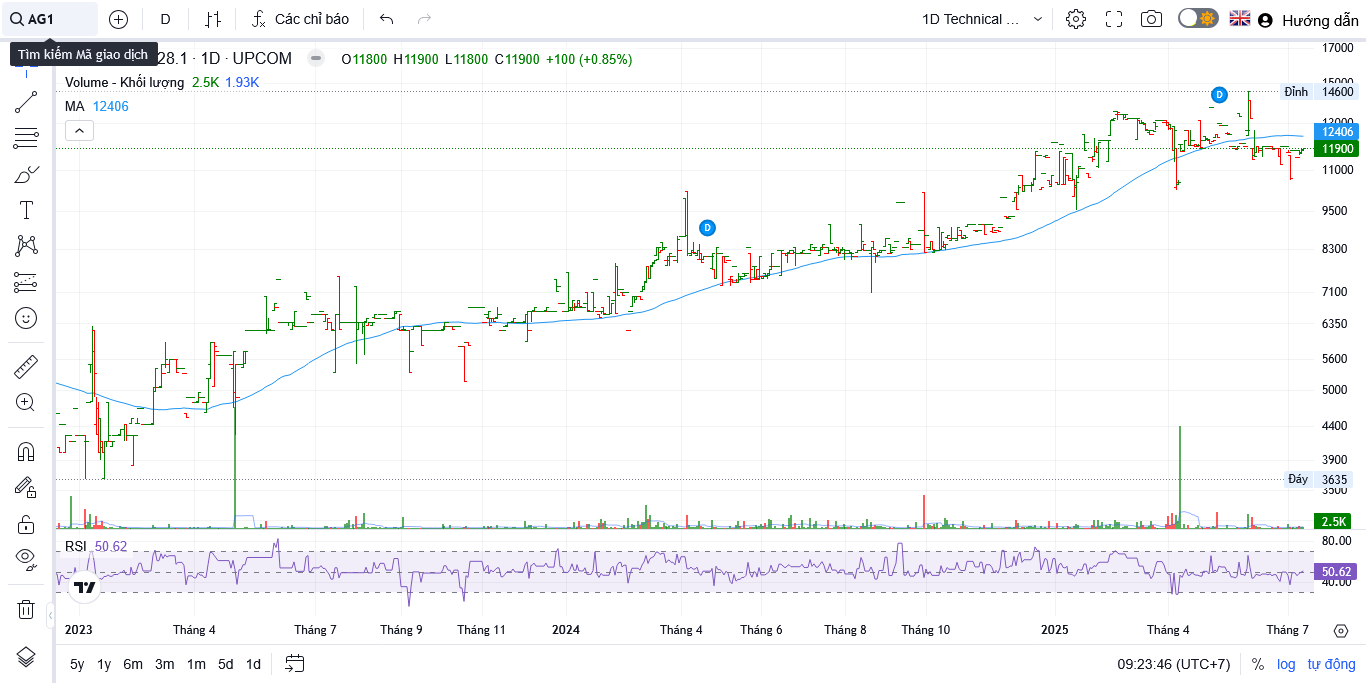 AG1
D
Các chỉ báo
1D Technical ...
Hướng dẫn
Tìm kiếm Mã giao dịch
28.1 · 1D · UPCOM
O11800 H11900 L11800 C11900 +100 (+0.85%)
Volume - Khối lượng 2.5K 1.93K
MA 12406
D
D
17000
15000
Đỉnh 14600
12406
11900
11000
9500
8300
7100
6350
5600
5000
4400
3900
Đáy 3635
3500
2.5K
RSI 50.62
80.00
50.62
40.00
2023 Tháng 4 Tháng 7 Tháng 9 Tháng 11 2024 Tháng 4 Tháng 6 Tháng 8 Tháng 10 2025 Tháng 4 Tháng 7
5y 1y 6m 3m 1m 5d 1d
09:23:46 (UTC+7) % log tự động